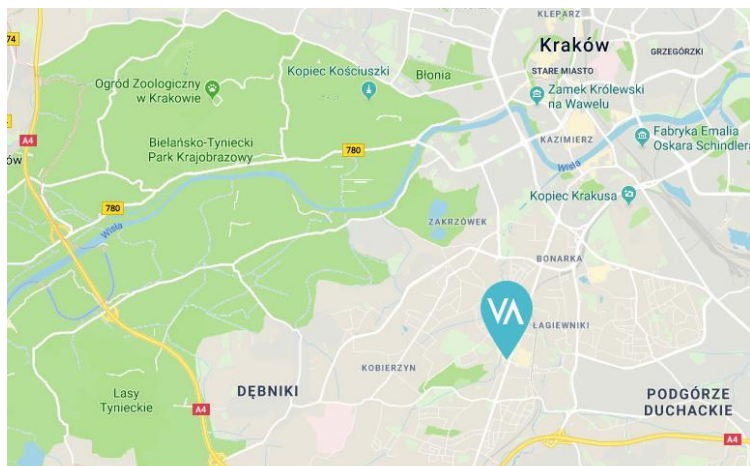 KLEPARZ
74
Kraków
GRZEGÓRZKI
Ogród Zoologiczny
w Krakowie
Kopiec Kościuszki
Błonia
STARE MIASTO
Zamek Królewski
na Wawelu
A4
Bielańsko-Tyniecki
Park Krajobrazowy
780
KAZIMIERZ
Fabryka Emalia
Oskara Schindlera
ów
Wisła
780
Kopiec Krakusa
ZAKRZÓWEK
Wisła
BONARKA
VA
ŁAGIEWNIKI
KOBIERZYN
Lasy
Tynieckie
DĘBNIKI
A4
PODGÓRZE
DUCHACKIE
A4